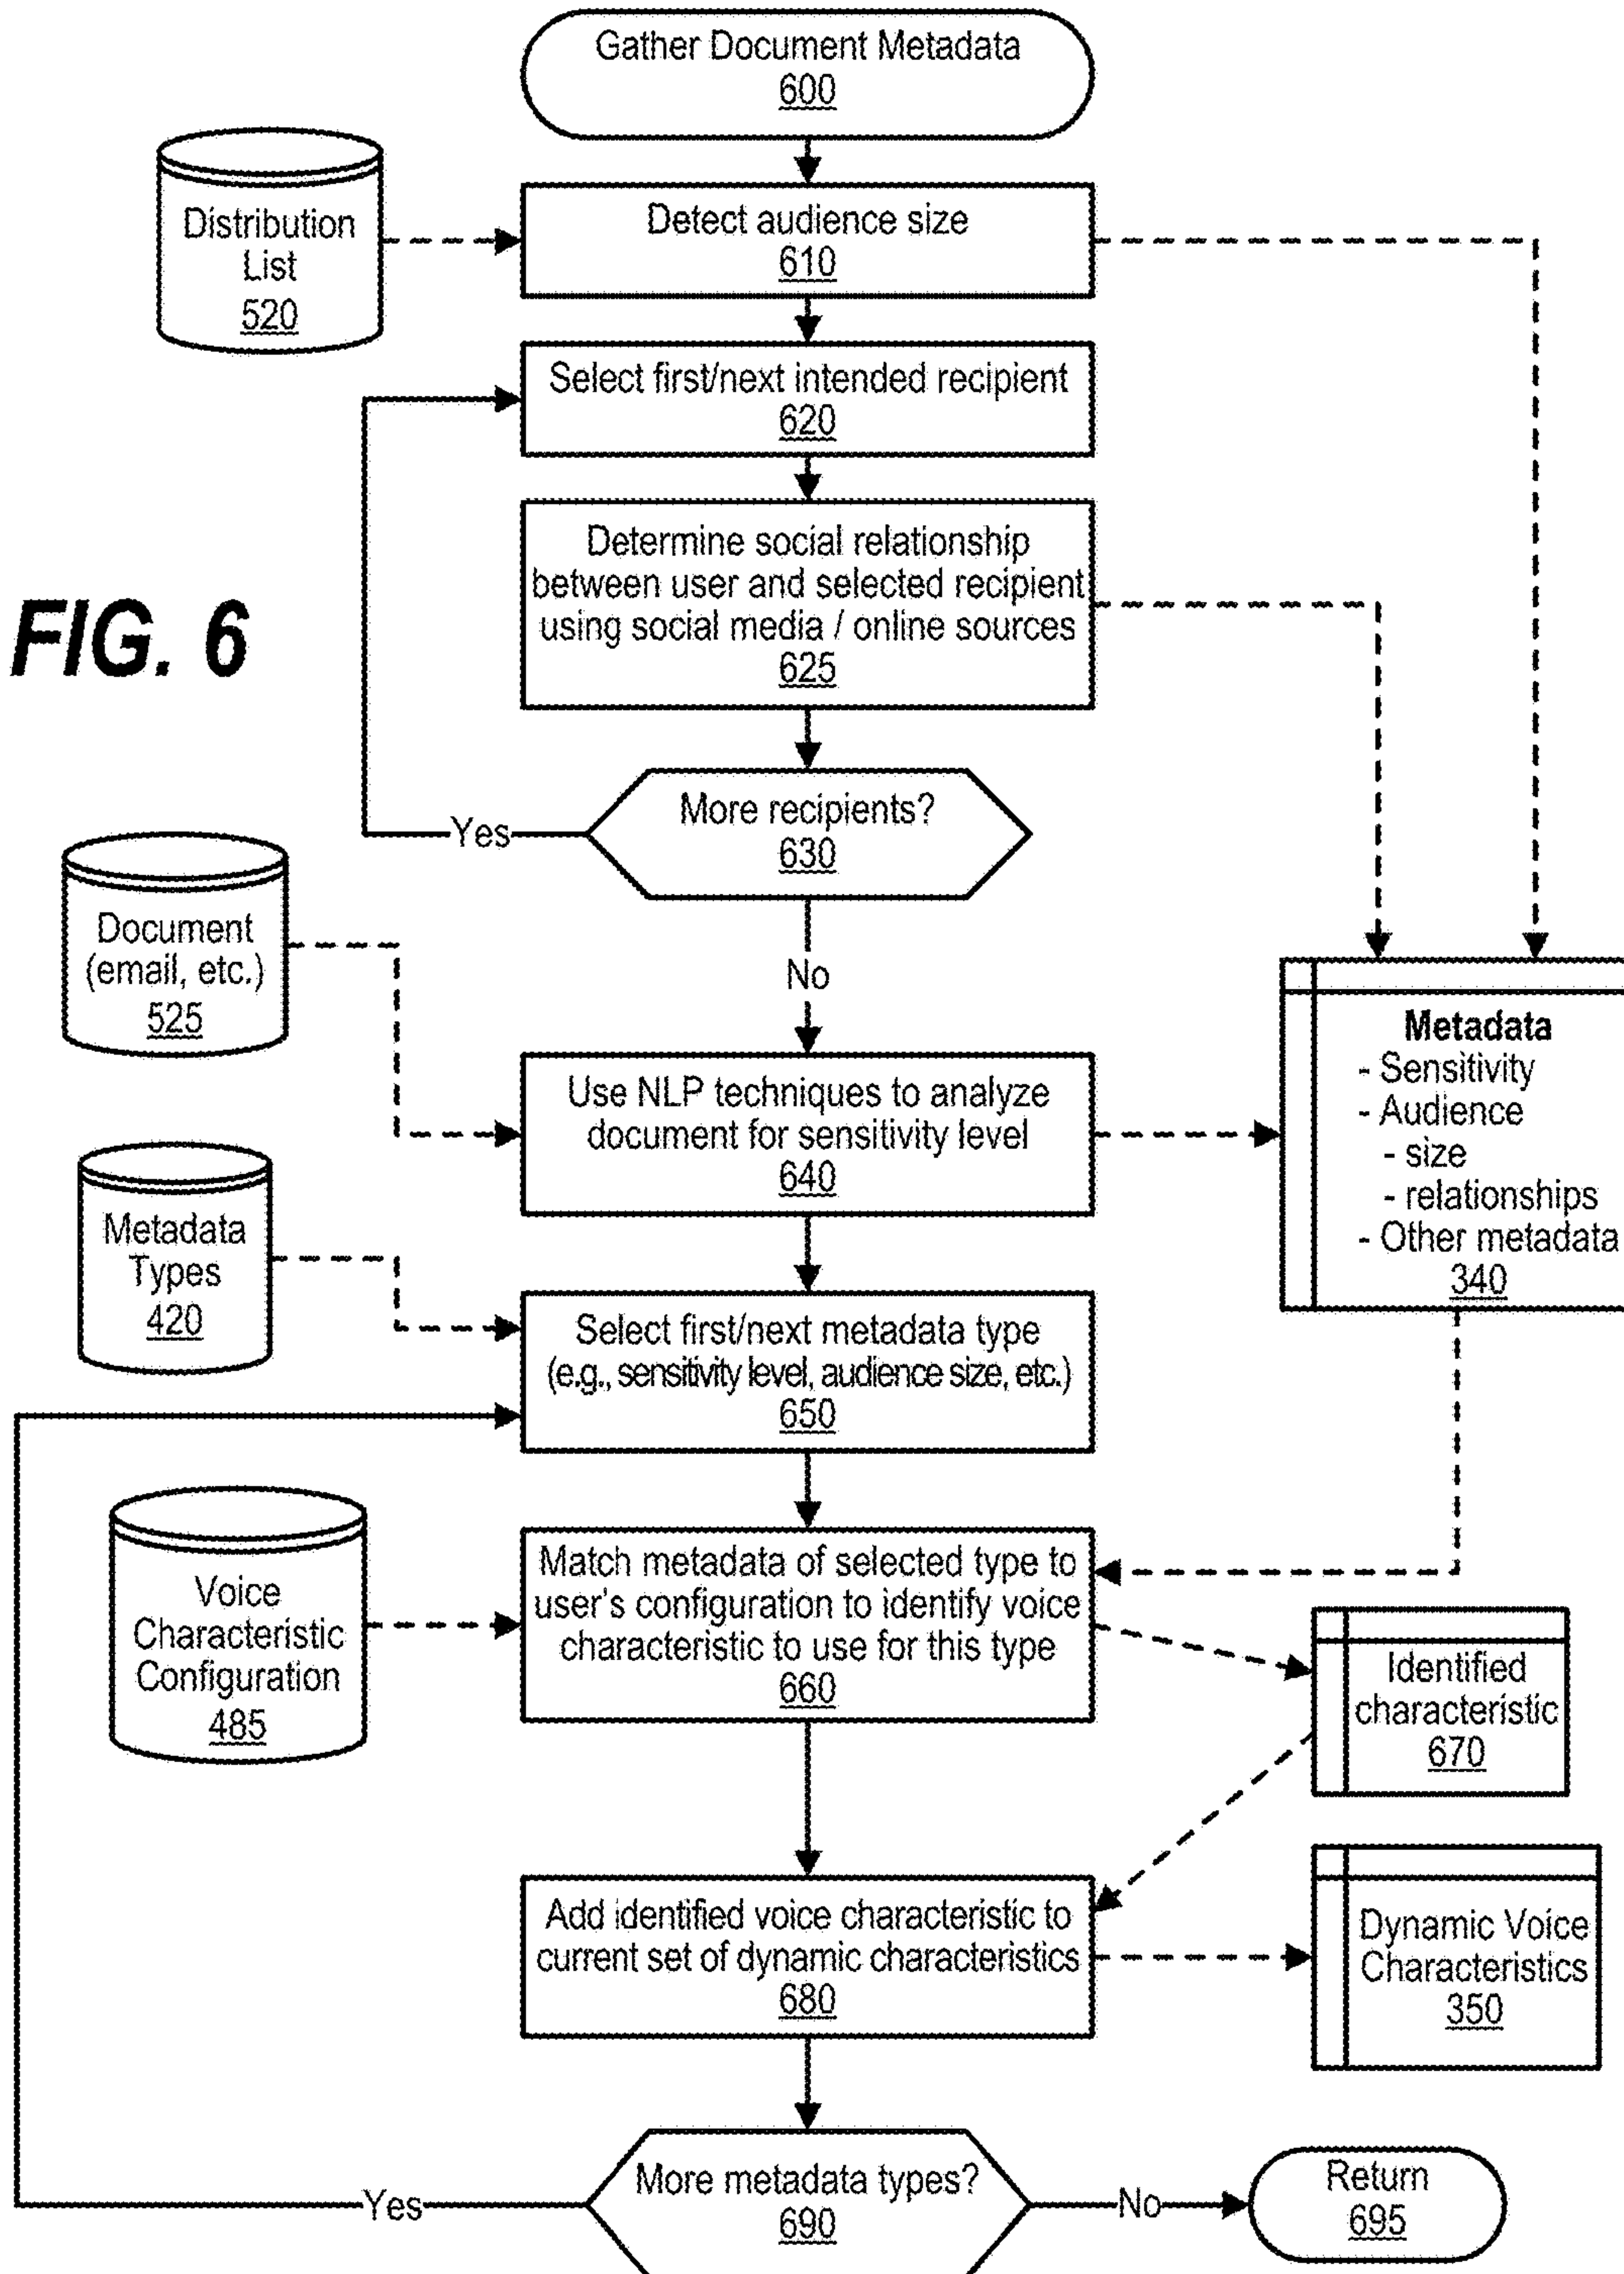 Gather Document Metadata
600
Distribution
List
520
Detect audience size
610
Select first/next intended recipient
620
Determine social relationship
between user and selected recipient
using social media / online sources
625
FIG. 6
More recipients?
630
Yes
No
Document
(email, etc.)
525
Use NLP techniques to analyze
document for sensitivity level
640
Metadata
- Sensitivity
- Audience
- size
- relationships
- Other metadata
340
Metadata
Types
420
Select first/next metadata type
(e.g., sensitivity level, audience size, etc.)
650
Voice
Characteristic
Configuration
485
Match metadata of selected type to
user's configuration to identify voice
characteristic to use for this type
660
Identified
characteristic
670
Add identified voice characteristic to
current set of dynamic characteristics
680
Dynamic Voice
Characteristics
350
More metadata types?
690
Yes
No
Return
695